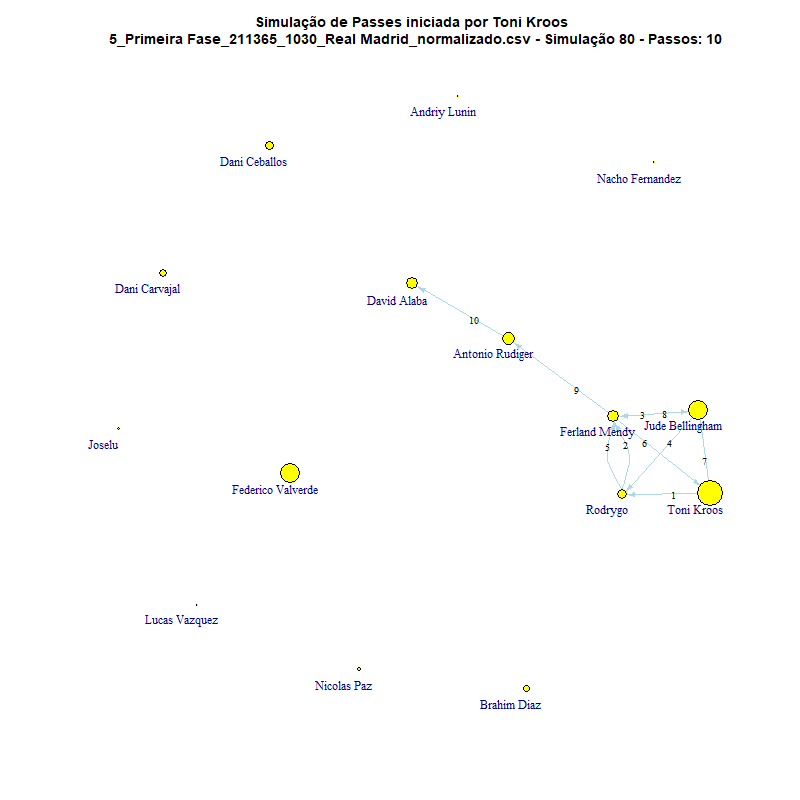 Simulação de Passes iniciada por Toni Kroos
5_Primeira Fase_211365_1030_Real Madrid_normalizado.csv - Simulação 80 - Passos: 10
Andriy Lunin
Dani Ceballos
Nacho Fernandez
Dani Carvajal
David Alaba
10
Antonio Rudiger
9
3
8
Ferland Mendy
Jude Bellingham
5
2
6
4
7
Joselu
Federico Valverde
1
Rodrygo
Toni Kroos
Lucas Vazquez
Nicolas Paz
Brahim Diaz